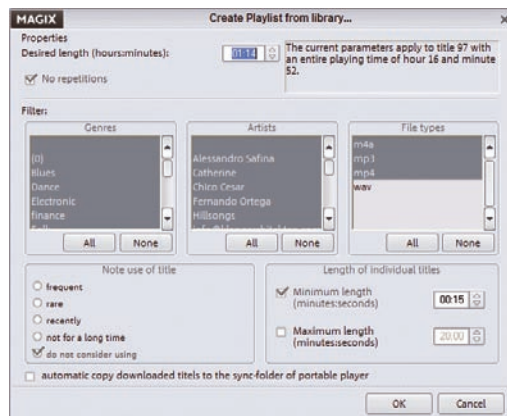 MAGIX Create Playlist from library...
Properties
Desired length (hours:minutes): 01:14
No repetitions
The current parameters apply to title 97 with
an entire playing time of hour 16 and minute
52.
Filter:
Genres
(0)
Blues
Dance
Electronic
finance
All None
Artists
Alessandro Safina
Catherine
Chico Cesar
Fernando Ortega
Hillsongs
All None
File types
m4a
mp3
mp4
wav
All None
Note use of title
frequent
rare
recently
not for a long time
do not consider using
Length of individual titles
Minimum length
(minutes:seconds) 00:15
Maximum length
(minutes:seconds) 20:00
automatic copy downloaded titels to the sync-folder of portable player
OK Cancel